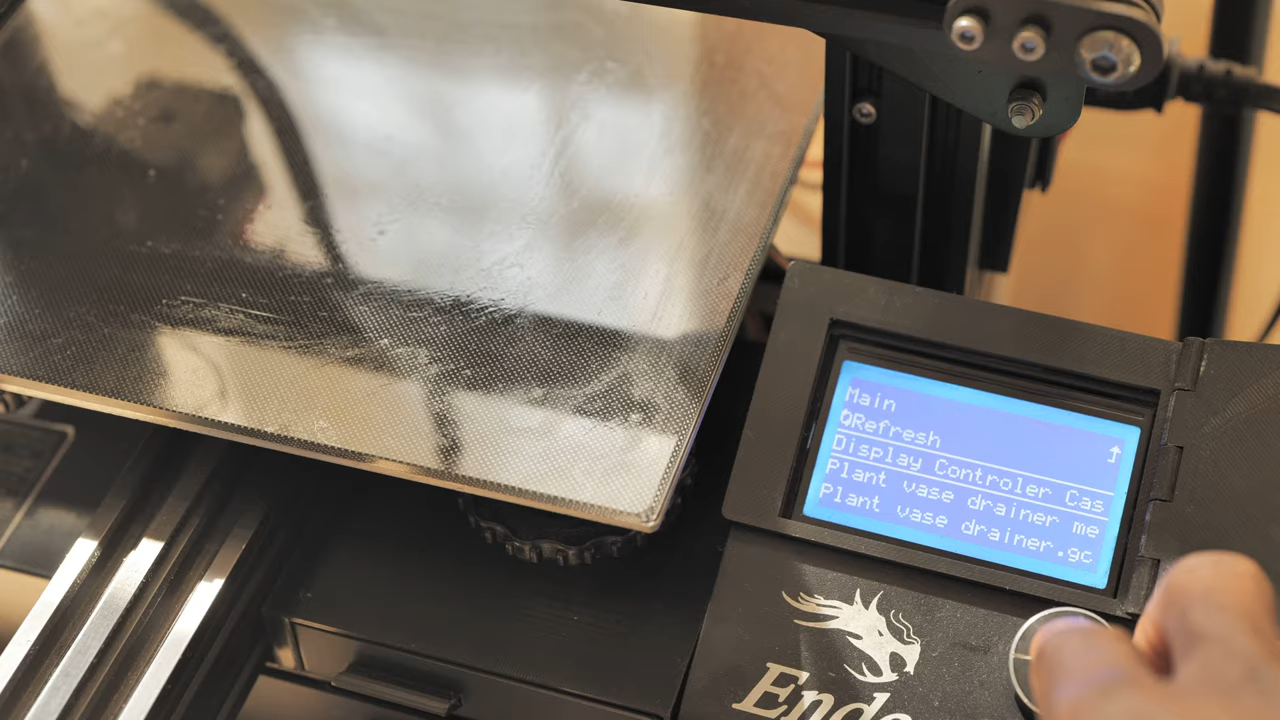 Main
Refresh
Display Controler Cas
Plant vase drainer me
Plant vase drainer.gc
Ende